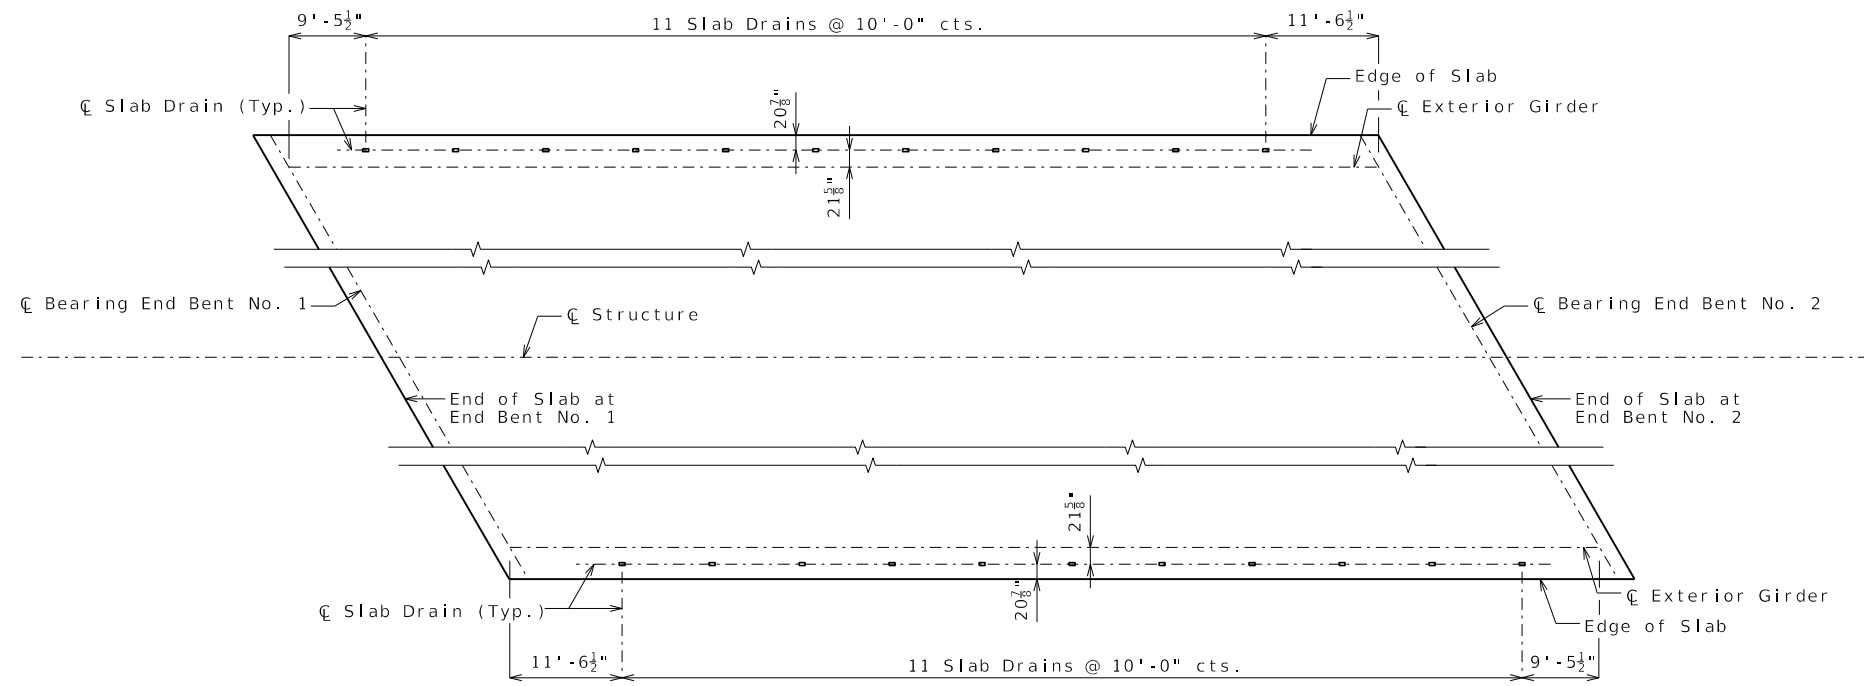 9'-5½"
11 Slab Drains @ 10'-0" cts.
11'-6½"
Edge of Slab
℄ Slab Drain (Typ.)
20⅞"
℄ Exterior Girder
21⅝"
℄ Bearing End Bent No. 1
℄ Structure
℄ Bearing End Bent No. 2
End of Slab at
End Bent No. 1
End of Slab at
End Bent No. 2
21⅝"
20⅞"
℄ Slab Drain (Typ.)
℄ Exterior Girder
Edge of Slab
11'-6½"
11 Slab Drains @ 10'-0" cts.
9'-5½"